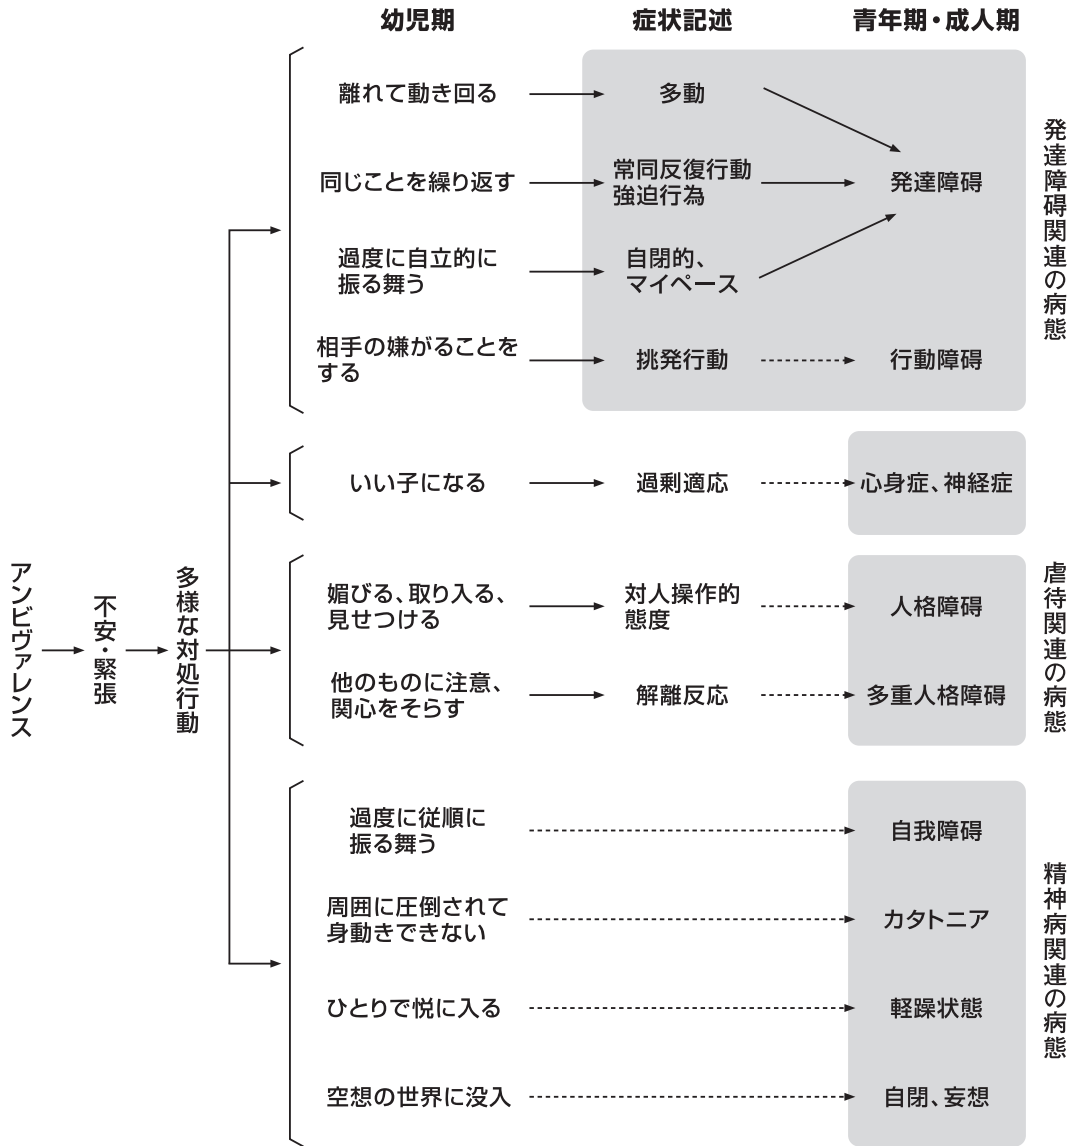 幼児期
症状記述
青年期・成人期
離れて動き回る
多動
同じことを繰り返す
常同反復行動
強迫行為
発達障碍
過度に自立的に
振る舞う
自閉的、
マイペース
相手の嫌がることを
する
挑発行動
行動障碍
発達障碍関連の病態
いい子になる
過剰適応
心身症、神経症
アンビヴァレンス
不安・緊張
多様な対処行動
媚びる、取り入る、
見せつける
対人操作的
態度
人格障碍
他のものに注意、
関心をそらす
解離反応
多重人格障碍
虐待関連の病態
過度に従順に
振る舞う
自我障碍
周囲に圧倒されて
身動きできない
カタトニア
ひとりで悦に入る
軽躁状態
空想の世界に没入
自閉、妄想
精神病関連の病態